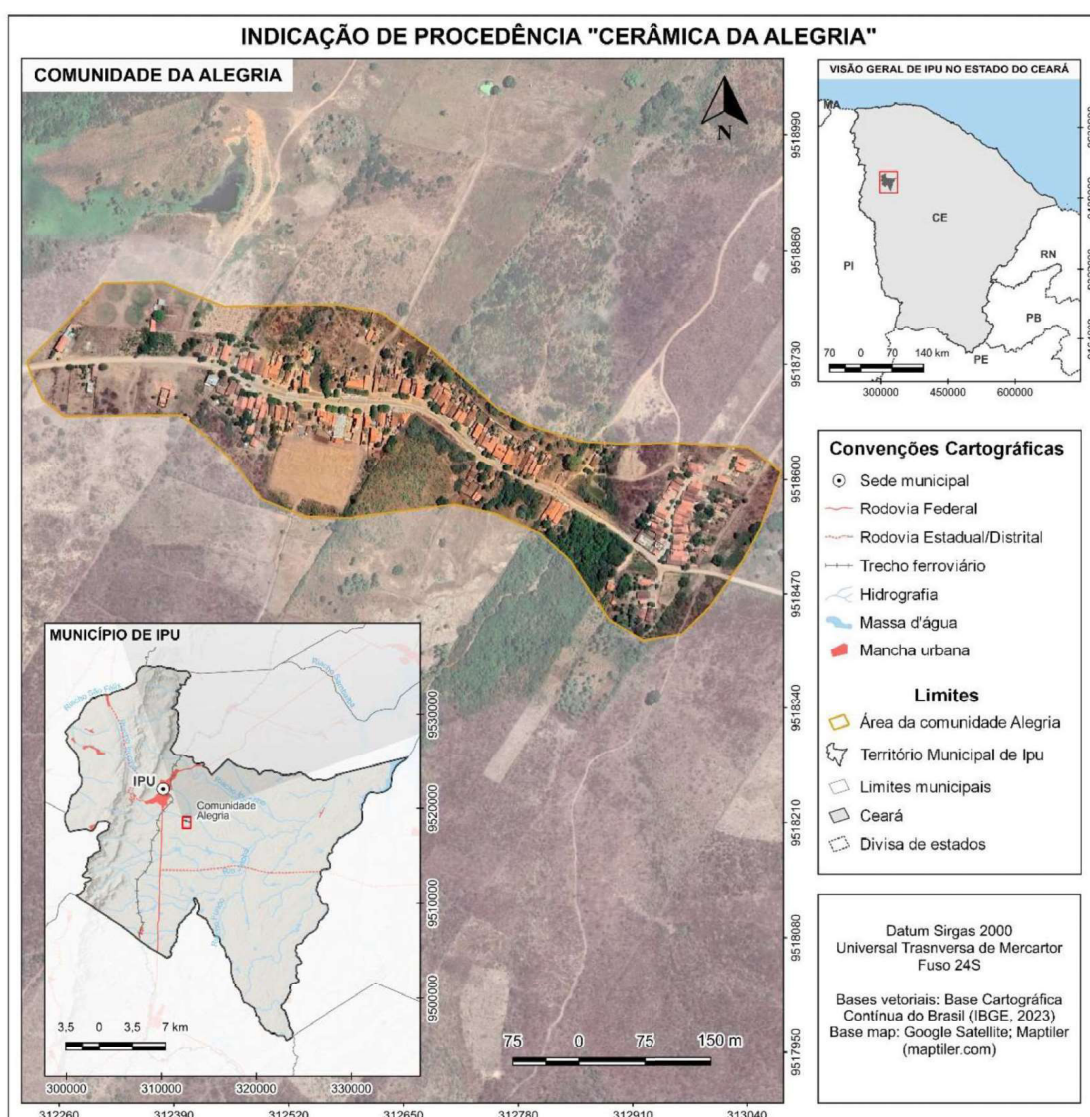 INDICAÇÃO DE PROCEDÊNCIA "CERÂMICA DA ALEGRIA"
COMUNIDADE DA ALEGRIA
N
9518990
9518860
9518730
9518600
9518470
9518340
9518210
9518080
9517950
312260 312390 312520 312650 312780 312910 313040
75 0 75 150 m
MUNICÍPIO DE IPU
Riacho São Félix
IPU
Comunidade
Alegria
9530000
9520000
9510000
9500000
3,5 0 3,5 7 km
300000 310000 320000 330000
VISÃO GERAL DE IPU NO ESTADO DO CEARÁ
MA
CE
PI
RN
PB
PE
70 0 70 140 km
300000 450000 600000
Convenções Cartográficas
Sede municipal
Rodovia Federal
Rodovia Estadual/Distrital
Trecho ferroviário
Hidrografia
Massa d'água
Mancha urbana
Limites
Área da comunidade Alegria
Território Municipal de Ipu
Limites municipais
Ceará
Divisa de estados
Datum Sirgas 2000
Universal Trasnversa de Mercartor
Fuso 24S
Bases vetoriais: Base Cartográfica
Contínua do Brasil (IBGE, 2023)
Base map: Google Satellite; Maptiler
(maptiler.com)